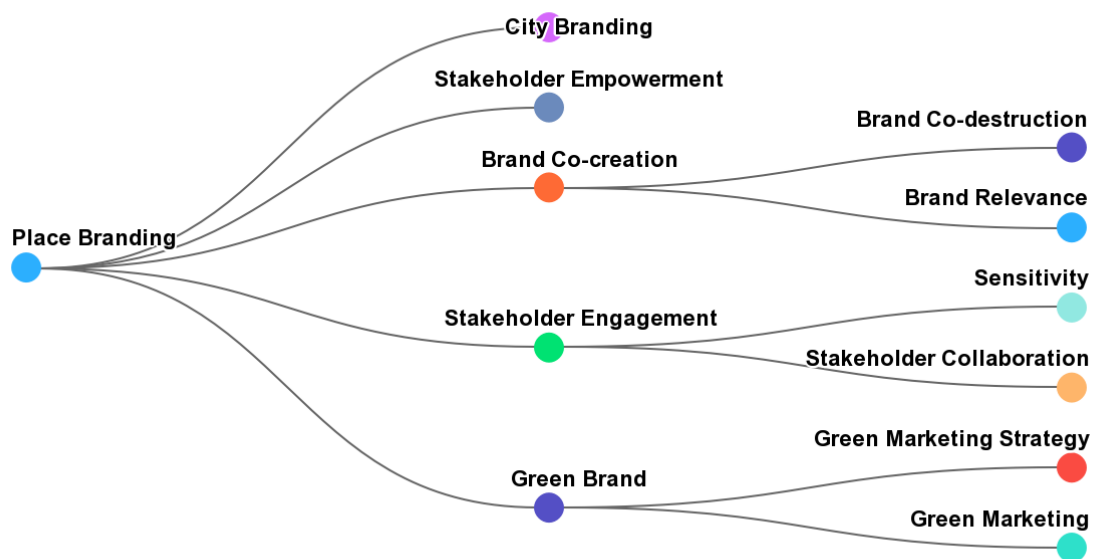 City Branding
Stakeholder Empowerment
Brand Co-destruction
Brand Co-creation
Brand Relevance
Place Branding
Sensitivity
Stakeholder Engagement
Stakeholder Collaboration
Green Marketing Strategy
Green Brand
Green Marketing